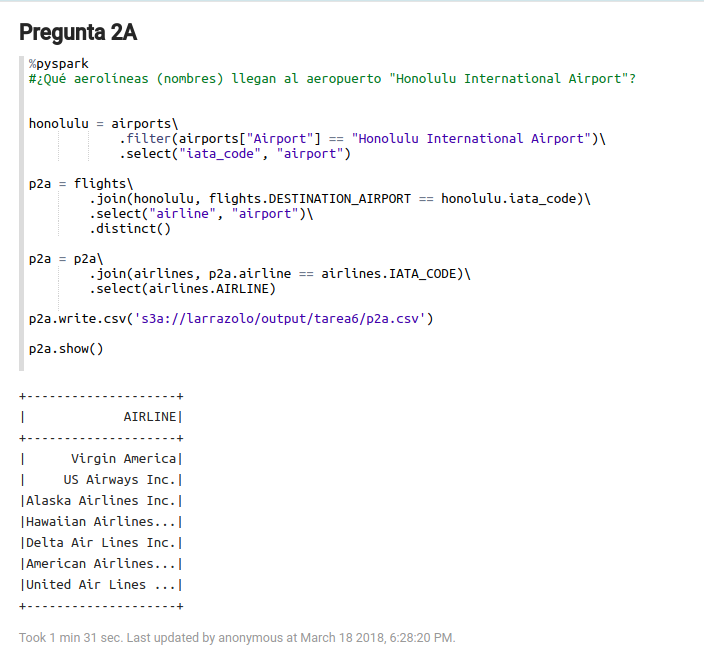 Pregunta 2A
%pyspark
#¿Qué aerolineas (nombres) llegan al aeropuerto "Honolulu International Airport"?
honolulu = airports\
.filter(airports["Airport"] == "Honolulu International Airport")\
.select("iata_code", "airport")
p2a = flights\
.join(honolulu, flights.DESTINATION_AIRPORT == honolulu.iata_code)\
.select("airline", "airport")\
.distinct()
p2a = p2a\
.join(airlines, p2a.airline == airlines.IATA_CODE)\
.select(airlines.AIRLINE)
p2a.write.csv('s3a://larrazolo/output/tarea6/p2a.csv')
p2a.show()
+--------------------+
|             AIRLINE|
+--------------------+
|      Virgin America|
|     US Airways Inc.|
|Alaska Airlines Inc.|
|Hawaiian Airlines...|
|Delta Air Lines Inc.|
|American Airlines...|
|United Air Lines ...|
+--------------------+
Took 1 min 31 sec. Last updated by anonymous at March 18 2018, 6:28:20 PM.